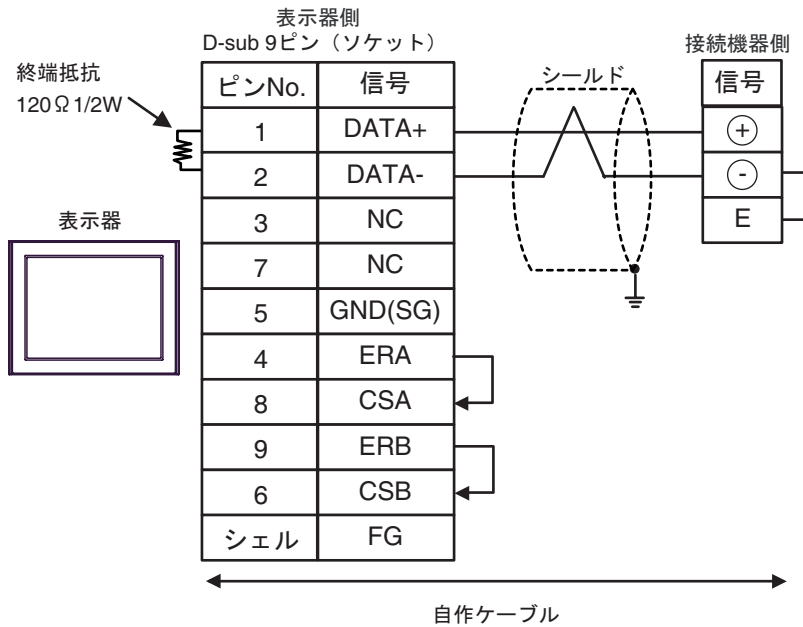 表示器側
D-sub 9ピン（ソケット）
接続機器側
終端抵抗
120Ω 1/2W
シールド
ピンNo. 信号
信号
1 DATA+
+
2 DATA-
-
3 NC
E
表示器
7 NC
5 GND(SG)
4 ERA
8 CSA
9 ERB
6 CSB
シェル FG
自作ケーブル